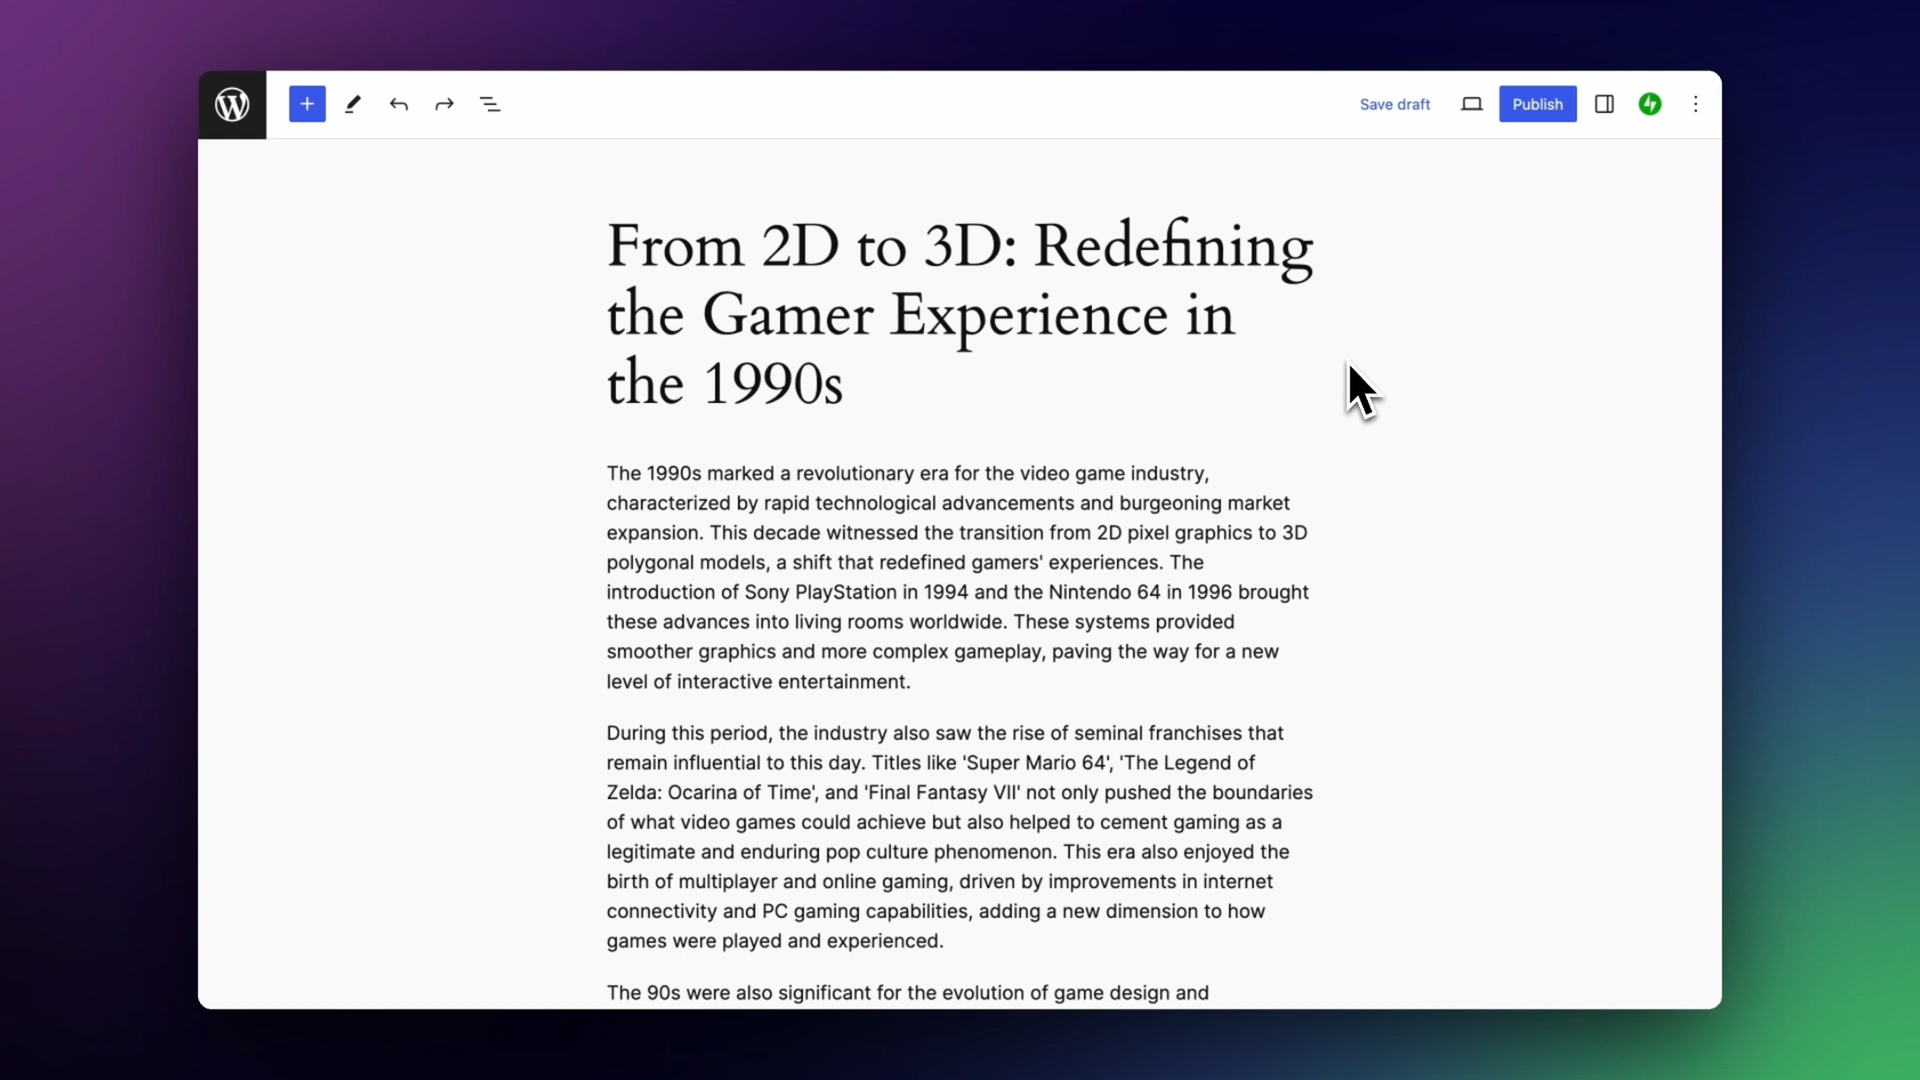 Save draft
Publish
From 2D to 3D: Redefining
the Gamer Experience in
the 1990s
The 1990s marked a revolutionary era for the video game industry,
characterized by rapid technological advancements and burgeoning market
expansion. This decade witnessed the transition from 2D pixel graphics to 3D
polygonal models, a shift that redefined gamers' experiences. The
introduction of Sony PlayStation in 1994 and the Nintendo 64 in 1996 brought
these advances into living rooms worldwide. These systems provided
smoother graphics and more complex gameplay, paving the way for a new
level of interactive entertainment.
During this period, the industry also saw the rise of seminal franchises that
remain influential to this day. Titles like 'Super Mario 64', 'The Legend of
Zelda: Ocarina of Time', and 'Final Fantasy VII' not only pushed the boundaries
of what video games could achieve but also helped to cement gaming as a
legitimate and enduring pop culture phenomenon. This era also enjoyed the
birth of multiplayer and online gaming, driven by improvements in internet
connectivity and PC gaming capabilities, adding a new dimension to how
games were played and experienced.
The 90s were also significant for the evolution of game design and